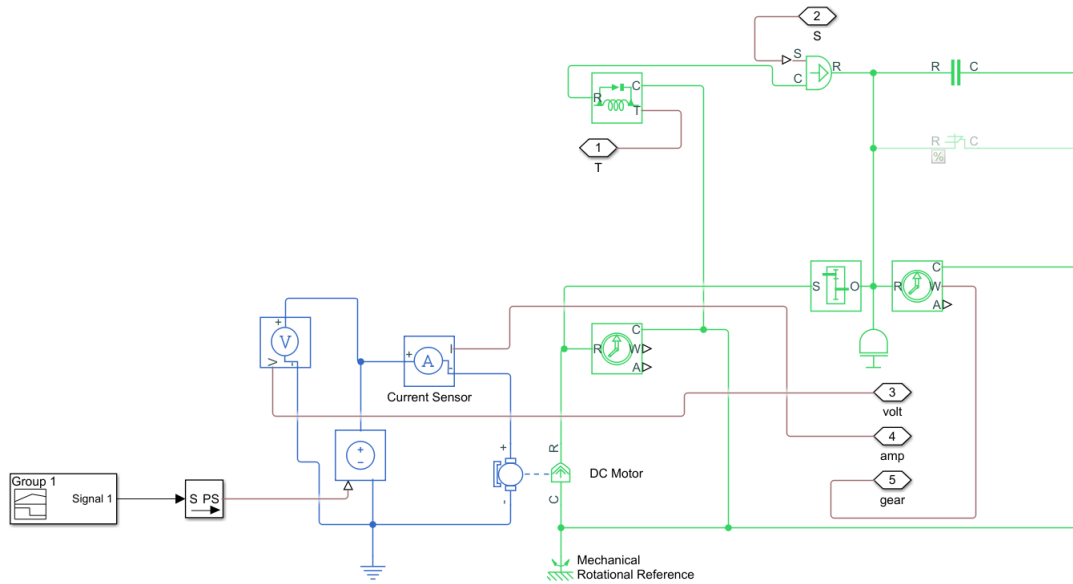 2
S
S
R
C
R
C
R
C
T
1
T
R
C
%
S
O
R
C
W
A
R
C
W
A
+
V
V
-
+
A
I
-
Current Sensor
3
volt
4
amp
5
gear
+
-
+
-
R
C
DC Motor
Group 1
Signal 1
S PS
Mechanical
Rotational Reference